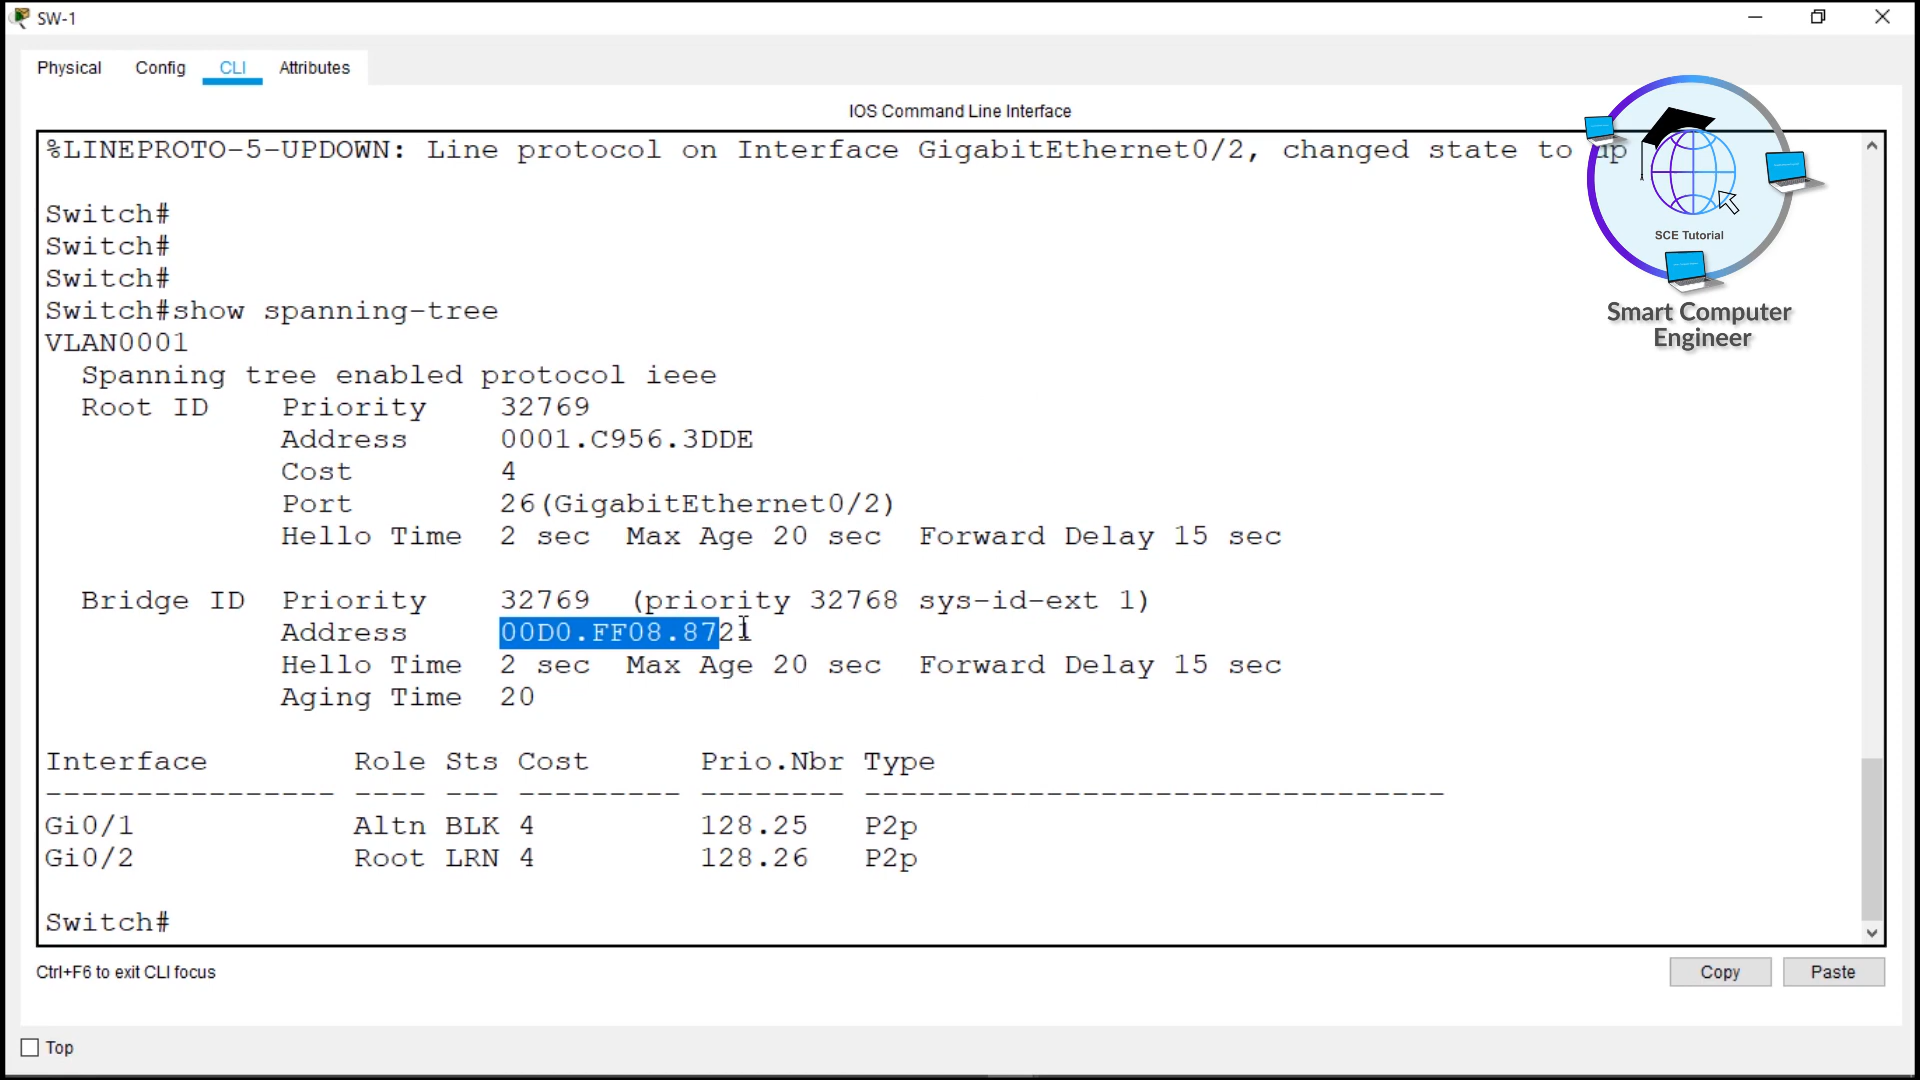 SW-1
Physical Config CLI Attributes
IOS Command Line Interface
%LINEPROTO-5-UPDOWN: Line protocol on Interface GigabitEthernet0/2, changed state to up
Switch#
Switch#
Switch#
Switch#show spanning-tree
VLAN0001
Spanning tree enabled protocol ieee
Root ID Priority 32769
Address 0001.C956.3DDE
Cost 4
Port 26(GigabitEthernet0/2)
Hello Time 2 sec Max Age 20 sec Forward Delay 15 sec
Bridge ID Priority 32769 (priority 32768 sys-id-ext 1)
Address 00D0.FF08.8721
Hello Time 2 sec Max Age 20 sec Forward Delay 15 sec
Aging Time 20
Interface Role Sts Cost Prio.Nbr Type
---------------- ---- --- --------- -------- --------------------------------
Gi0/1 Altn BLK 4 128.25 P2p
Gi0/2 Root LRN 4 128.26 P2p
Switch#
Ctrl+F6 to exit CLI focus
Copy Paste
Top
SCE Tutorial
Smart Computer
Engineer